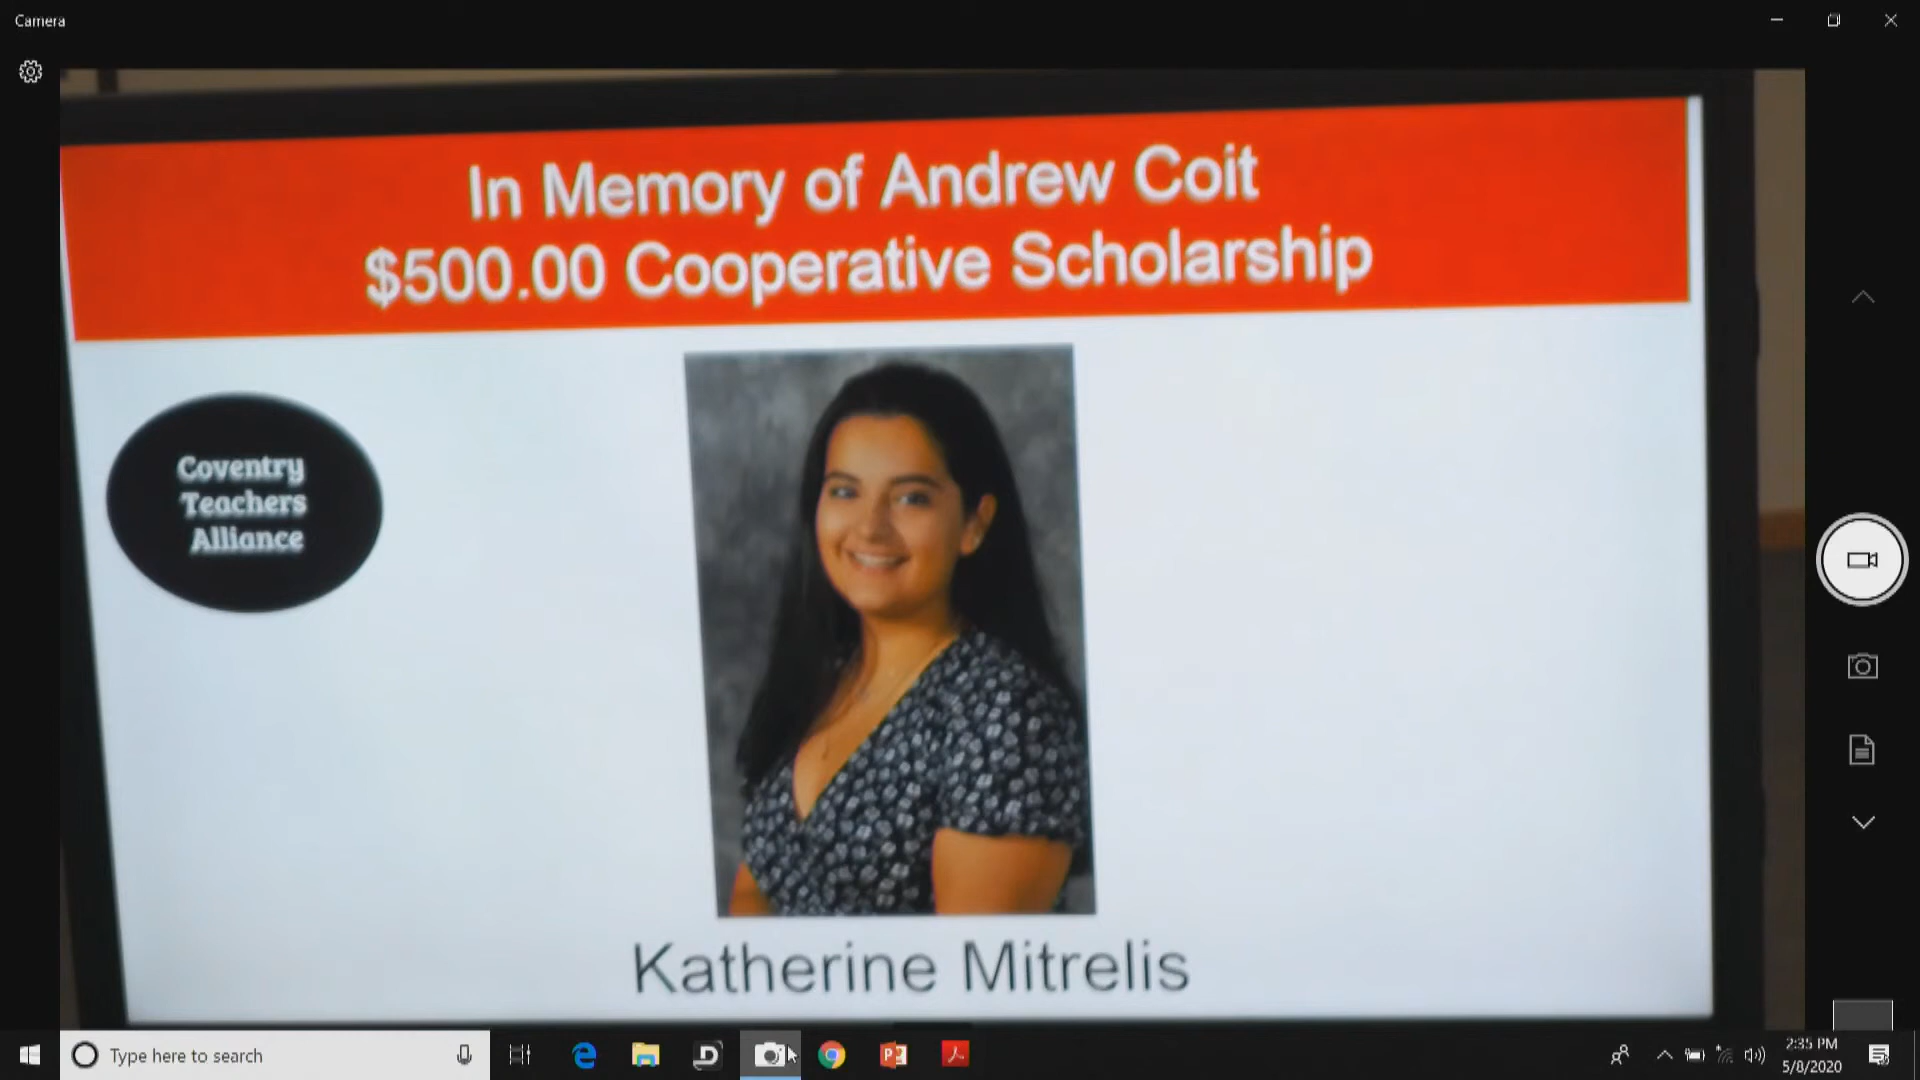 Camera
In Memory of Andrew Coit
$500.00 Cooperative Scholarship
Coventry
Teachers
Alliance
Katherine Mitrelis
Type here to search
2:35 PM
5/8/2020